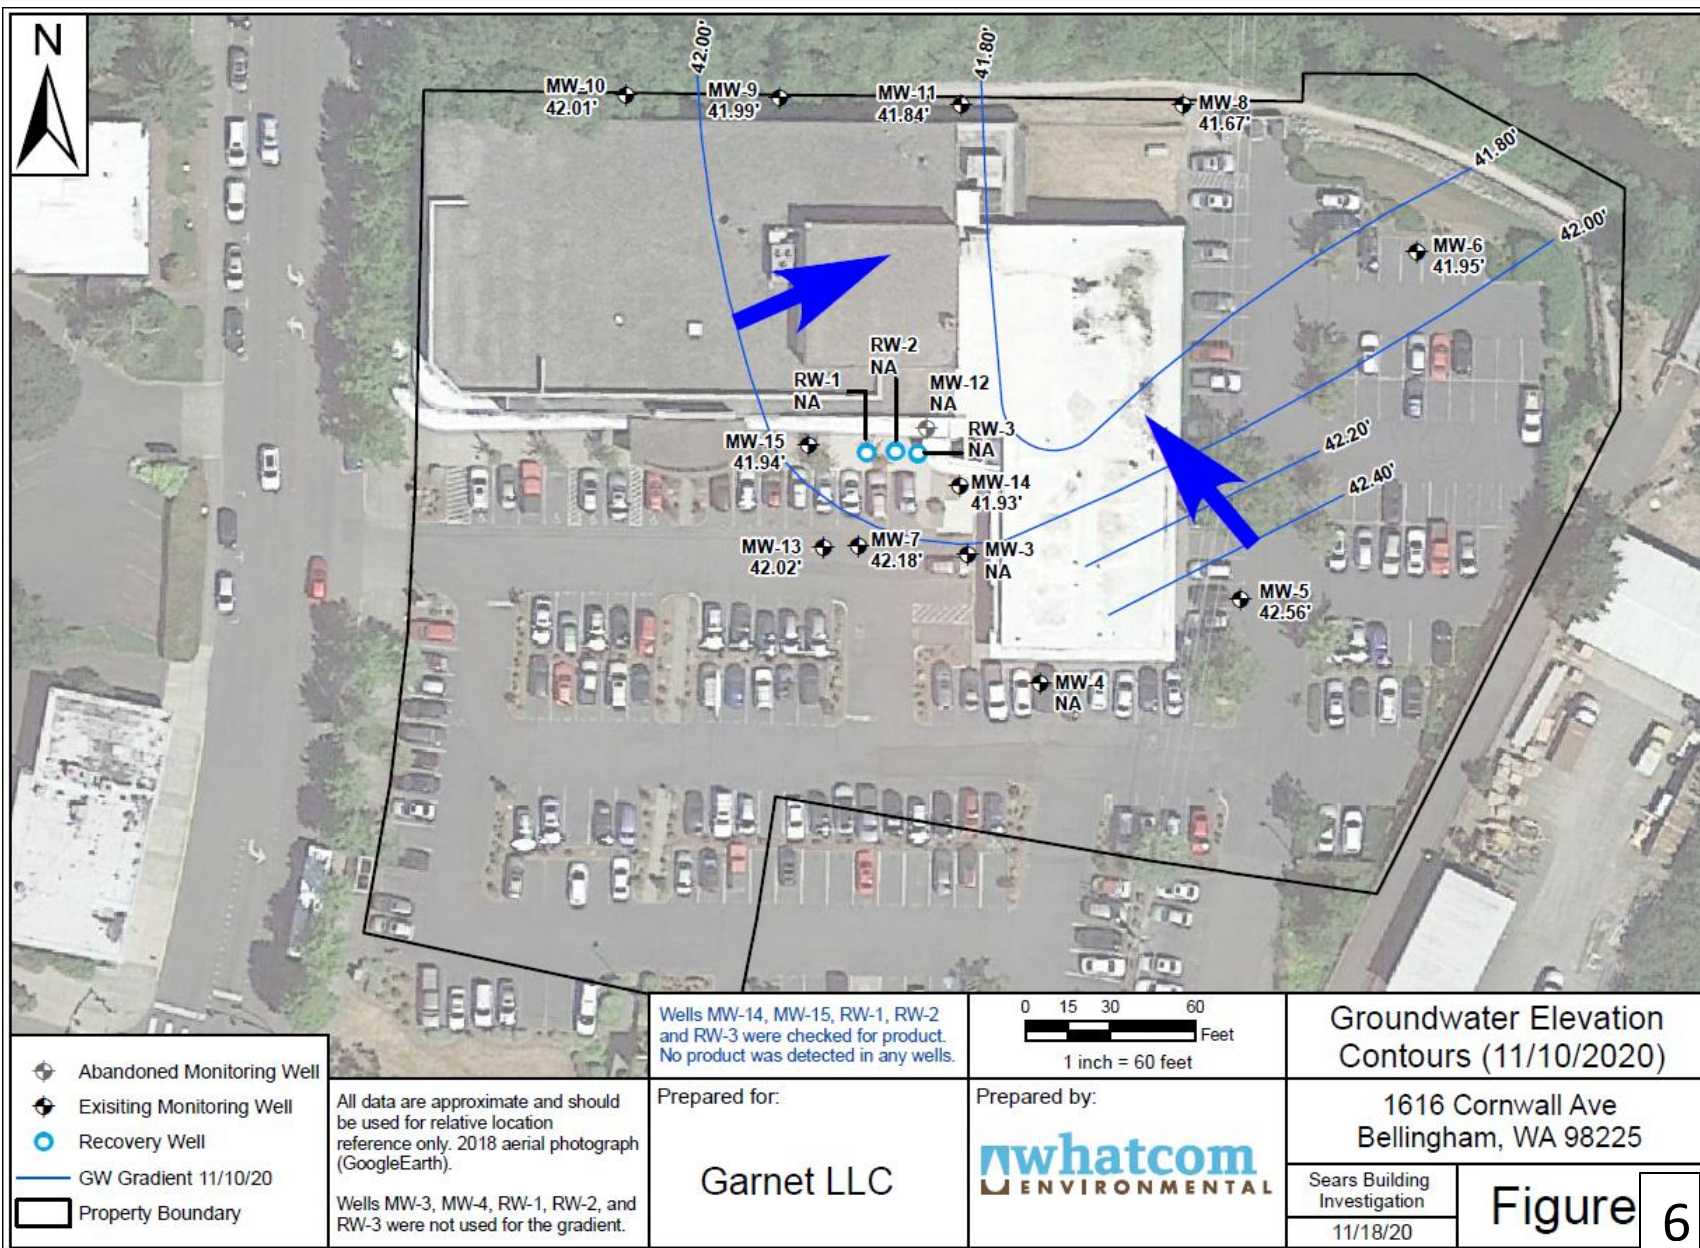 N
42.00'
41.80'
MW-10
42.01'
MW-9
41.99'
MW-11
41.84'
MW-8
41.67'
41.80'
42.00'
MW-6
41.95'
RW-2
NA
RW-1
NA
MW-12
NA
RW-3
NA
MW-15
41.94'
42.20'
42.40'
MW-14
41.93'
MW-13
42.02'
MW-7
42.18'
MW-3
NA
MW-5
42.56'
MW-4
NA
Abandoned Monitoring Well
Exisiting Monitoring Well
Recovery Well
GW Gradient 11/10/20
Property Boundary
All data are approximate and should
be used for relative location
reference only. 2018 aerial photograph
(GoogleEarth).
Wells MW-3, MW-4, RW-1, RW-2, and
RW-3 were not used for the gradient.
Wells MW-14, MW-15, RW-1, RW-2
and RW-3 were checked for product.
No product was detected in any wells.
Prepared for:
Garnet LLC
0 15 30 60
Feet
1 inch = 60 feet
Prepared by:
whatcom
ENVIRONMENTAL
Groundwater Elevation
Contours (11/10/2020)
1616 Cornwall Ave
Bellingham, WA 98225
Sears Building
Investigation
11/18/20
Figure 6